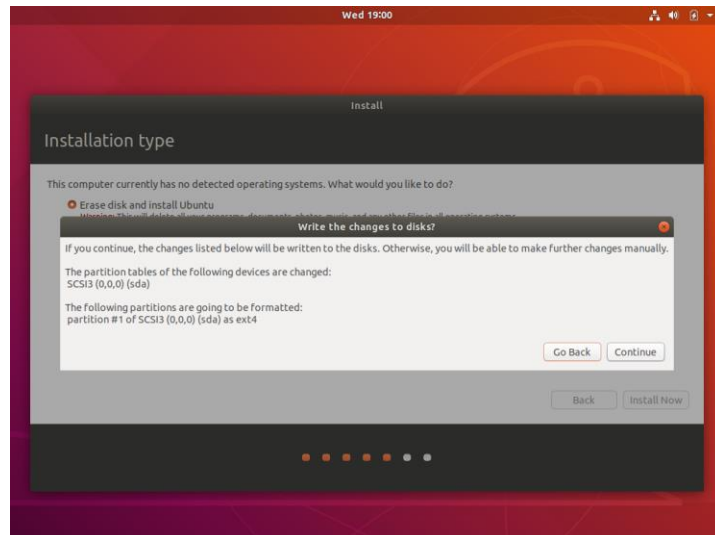 Wed 19:00
Install
Installation type
This computer currently has no detected operating systems. What would you like to do?
Erase disk and install Ubuntu
Write the changes to disks?
If you continue, the changes listed below will be written to the disks. Otherwise, you will be able to make further changes manually.
The partition tables of the following devices are changed:
SCSI3 (0,0,0) (sda)
The following partitions are going to be formatted:
partition #1 of SCSI3 (0,0,0) (sda) as ext4
Go Back Continue
Back Install Now